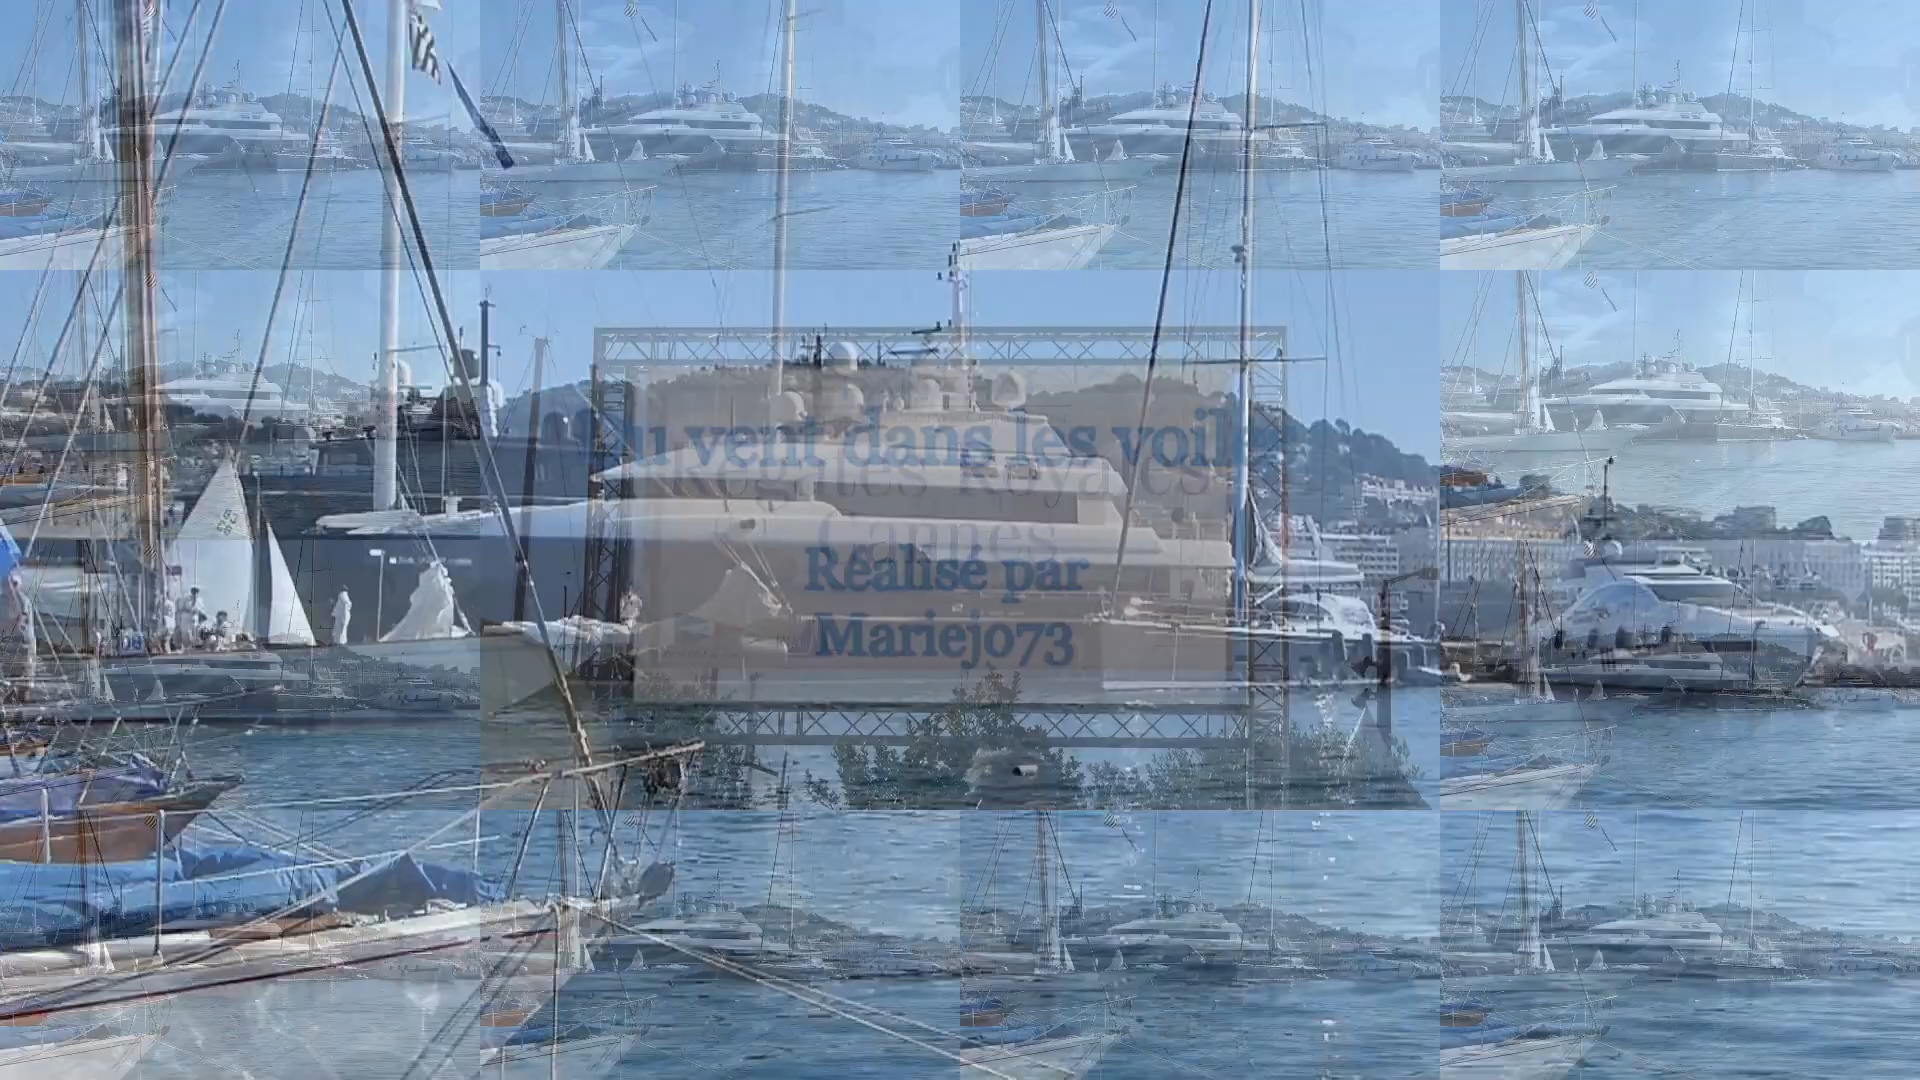 Du vent dans les voiles
Régates Royales
Cannes
Réalisé par
Mariejo73